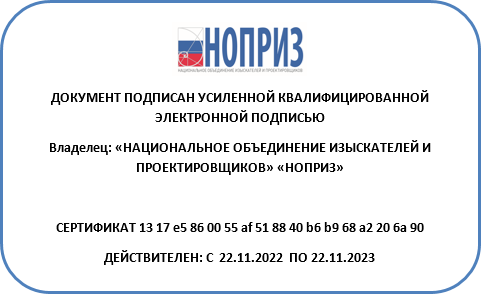 НОПРИЗ
НАЦИОНАЛЬНОЕ ОБЪЕДИНЕНИЕ ИЗЫСКАТЕЛЕЙ И ПРОЕКТИРОВЩИКОВ
ДОКУМЕНТ ПОДПИСАН УСИЛЕННОЙ КВАЛИФИЦИРОВАННОЙ
ЭЛЕКТРОННОЙ ПОДПИСЬЮ
Владелец: «НАЦИОНАЛЬНОЕ ОБЪЕДИНЕНИЕ ИЗЫСКАТЕЛЕЙ И
ПРОЕКТИРОВЩИКОВ» «НОПРИЗ»
СЕРТИФИКАТ 13 17 e5 86 00 55 af 51 88 40 b6 b9 68 a2 20 6a 90
ДЕЙСТВИТЕЛЕН: С 22.11.2022 ПО 22.11.2023